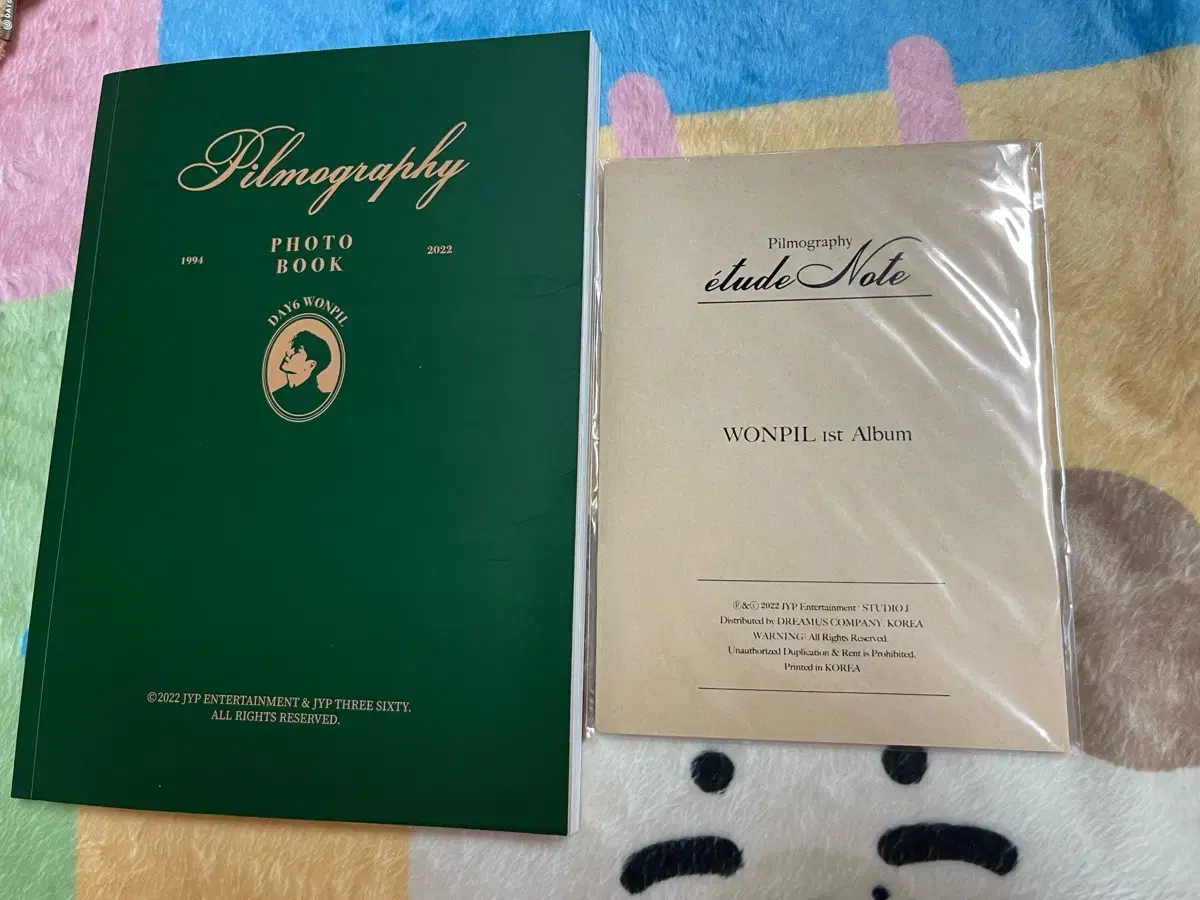 Pilmography
1994
PHOTO
BOOK
2022
DAY6 WONPIL
©2022 JYP ENTERTAINMENT & JYP THREE SIXTY.
ALL RIGHTS RESERVED.
Pilmography
étude Note
WONPIL 1st Album
Ⓟ&© 2022 JYP Entertainment · STUDIO J
Distributed by DREAMUS COMPANY. KOREA
WARNING: All Rights Reserved.
Unauthorized Duplication & Rent is Prohibited.
Printed in KOREA